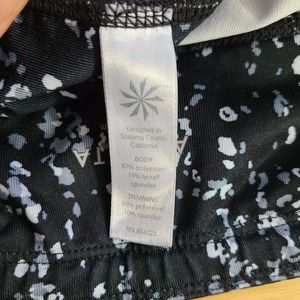 Designed in
Sonoma County
California
BODY
87% polyester/
13% lycra®
spandex
TRIMMING
90% polyester/
10% spandex